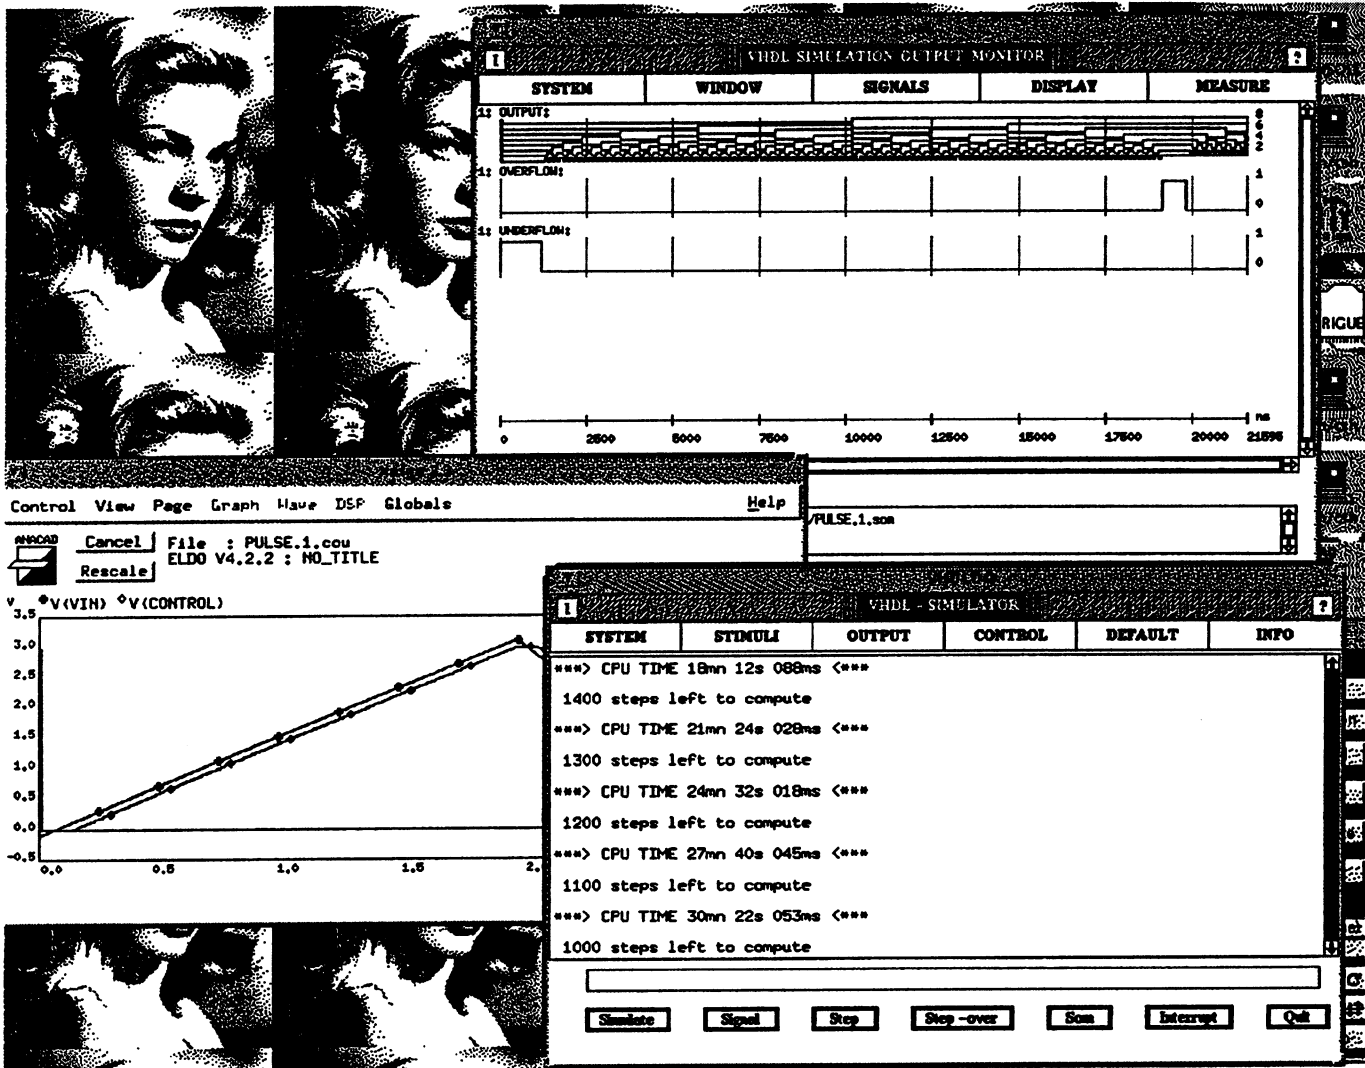 I
VHDL SIMULATION OUTPUT MONITOR
?
SYSTEM WINDOW SIGNALS DISPLAY MEASURE
1: OUTPUT:
8
6
4
2
1: OVERFLOW:
1
0
1: UNDERFLOW:
1
0
ns
0 2500 5000 7500 10000 12500 15000 17500 20000 21595
RIGUE
Control View Page Graph Wave DSP Globals Help
/PULSE.1.som
ANACAD
Cancel
Rescale
File : PULSE.1.cou
ELDO V4.2.2 : NO_TITLE
V V(VIN) V(CONTROL)
3.5
3.0
2.5
2.0
1.5
1.0
0.5
0.0
-0.5
0.0 0.5 1.0 1.5 2.
I
VHDL - SIMULATOR
?
SYSTEM STIMULI OUTPUT CONTROL DEFAULT INFO
***> CPU TIME 18mn 12s 088ms <***
1400 steps left to compute
***> CPU TIME 21mn 24s 028ms <***
1300 steps left to compute
***> CPU TIME 24mn 32s 018ms <***
1200 steps left to compute
***> CPU TIME 27mn 40s 045ms <***
1100 steps left to compute
***> CPU TIME 30mn 22s 053ms <***
1000 steps left to compute
Simulate Signal Step Step-over Som Interrupt Quit